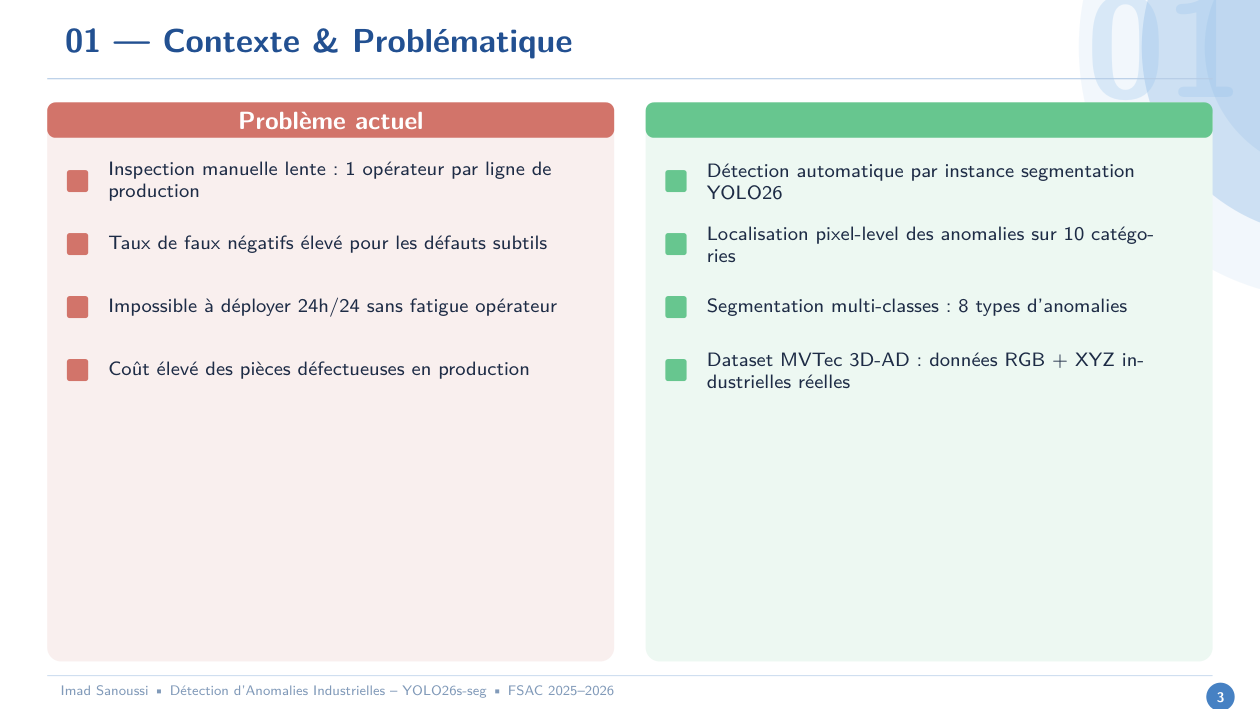 01 — Contexte & Problématique
01
Problème actuel
Inspection manuelle lente : 1 opérateur par ligne de
production
Taux de faux négatifs élevé pour les défauts subtils
Impossible à déployer 24h/24 sans fatigue opérateur
Coût élevé des pièces défectueuses en production
Détection automatique par instance segmentation
YOLO26
Localisation pixel-level des anomalies sur 10 catégo-
ries
Segmentation multi-classes : 8 types d'anomalies
Dataset MVTec 3D-AD : données RGB + XYZ in-
dustrielles réelles
Imad Sanoussi ▪ Détection d'Anomalies Industrielles – YOLO26s-seg ▪ FSAC 2025–2026
3